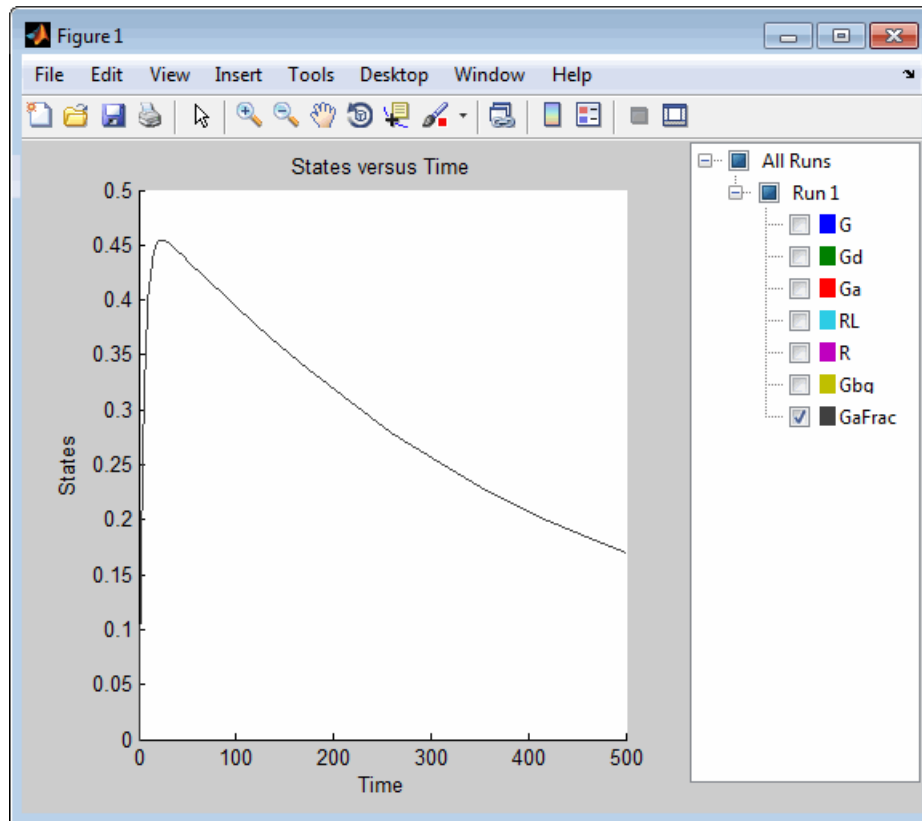 Figure 1
File Edit View Insert Tools Desktop Window Help
States versus Time
0.5
0.45
0.4
0.35
0.3
0.25
0.2
0.15
0.1
0.05
0
States
0 100 200 300 400 500
Time
All Runs
Run 1
G
Gd
Ga
RL
R
Gbg
GaFrac